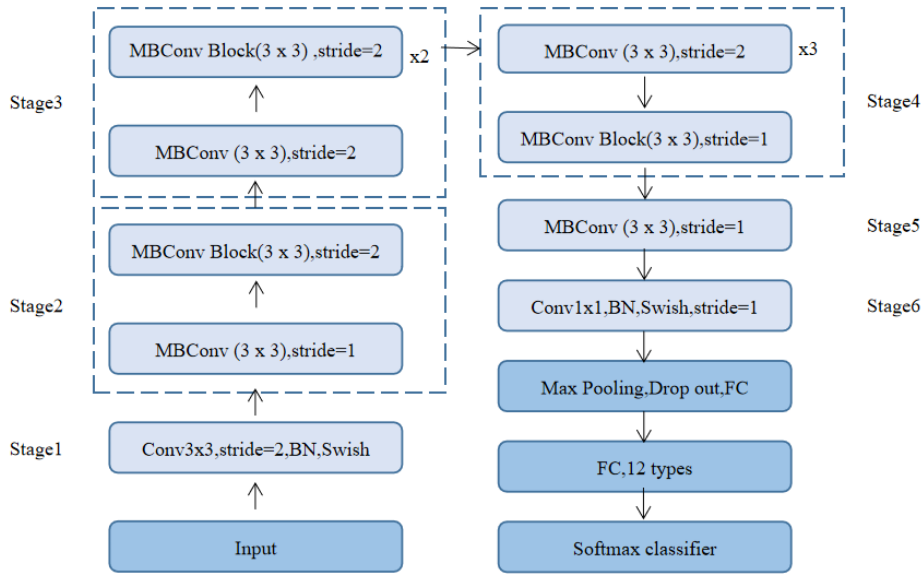 MBConv Block(3 x 3) ,stride=2
x2
Stage3
MBConv (3 x 3),stride=2
MBConv Block(3 x 3),stride=2
Stage2
MBConv (3 x 3),stride=1
Stage1
Conv3x3,stride=2,BN,Swish
Input
MBConv (3 x 3),stride=2
x3
Stage4
MBConv Block(3 x 3),stride=1
MBConv (3 x 3),stride=1
Stage5
Conv1x1,BN,Swish,stride=1
Stage6
Max Pooling,Drop out,FC
FC,12 types
Softmax classifier